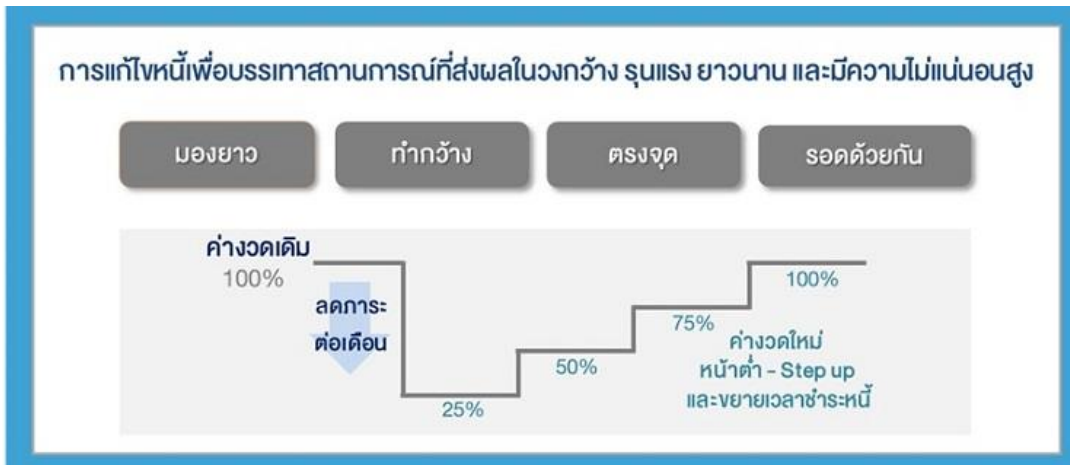 การแก้ไขหนี้เพื่อบรรเทาสถานการณ์ที่ส่งผลในวงกว้าง รุนแรง ยาวนาน และมีความไม่แน่นอนสูง
มองยาว
ทำกว้าง
ตรงจุด
รอดด้วยกัน
ค่างวดเดิม
100%
ลดภาระ
ต่อเดือน
25%
50%
75%
100%
ค่างวดใหม่
หน้าต่ำ - Step up
และขยายเวลาชำระหนี้